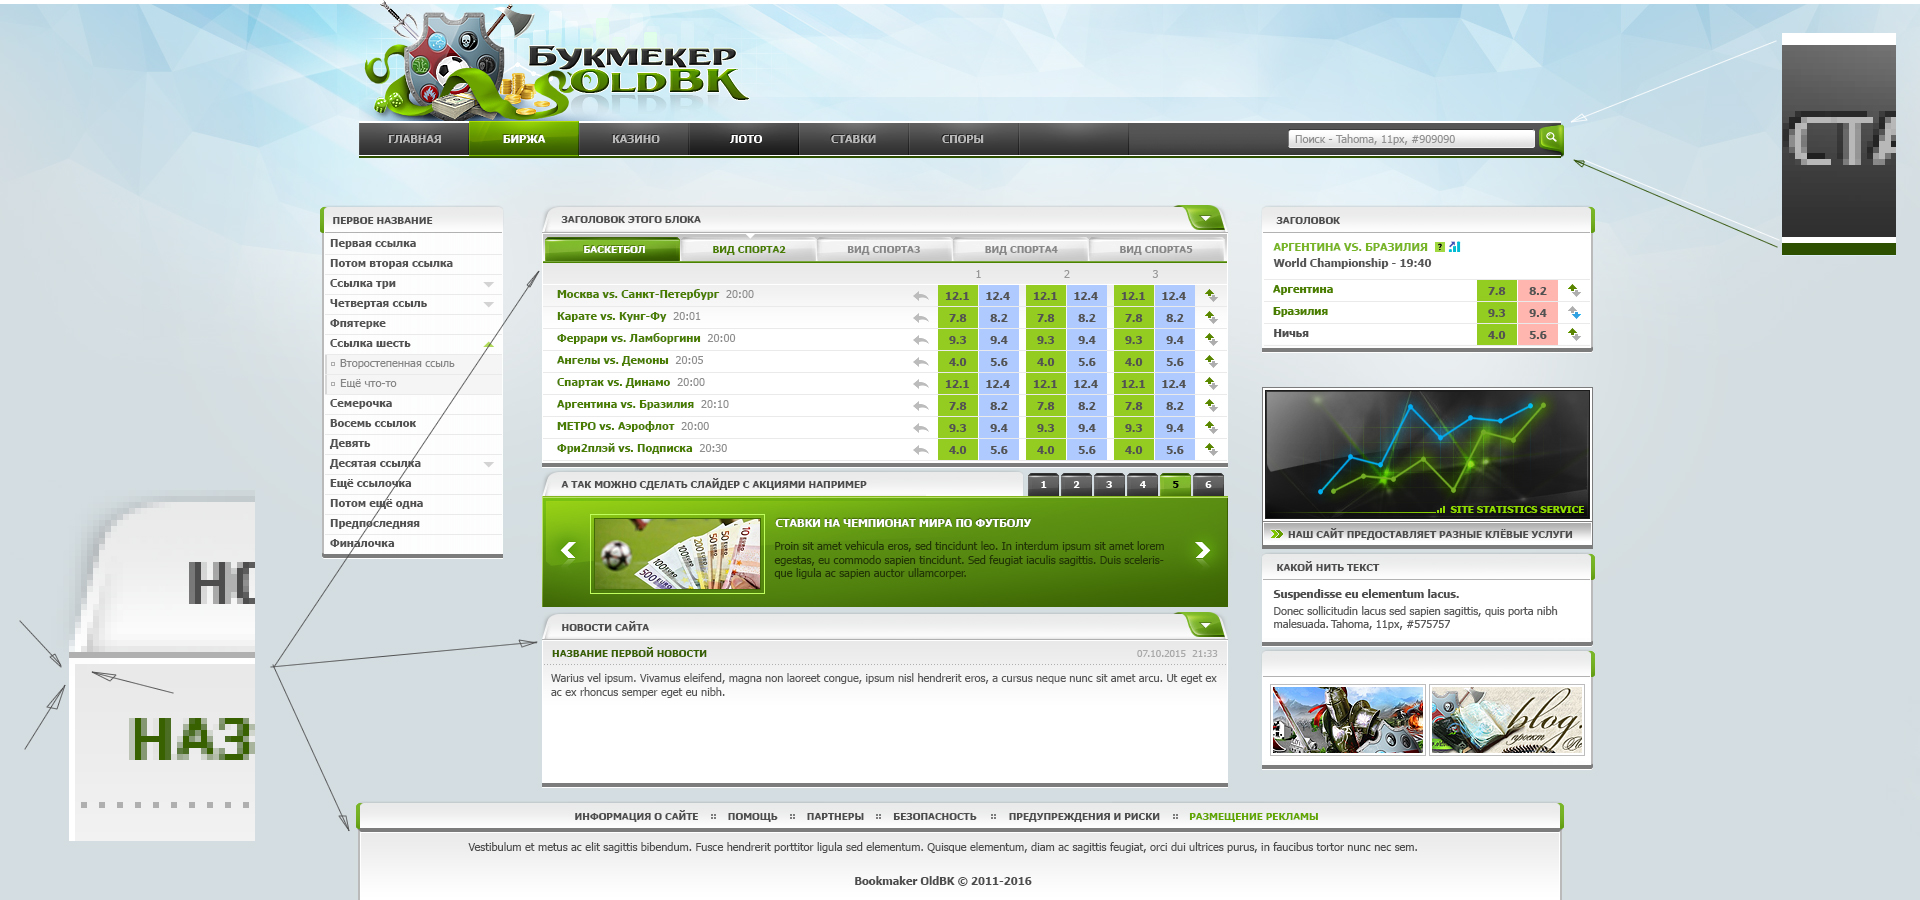 БУКМЕКЕР
OLDBK
ГЛАВНАЯ БИРЖА КАЗИНО ЛОТО СТАВКИ СПОРЫ Поиск - Tahoma, 11px, #909090
СТА
ПЕРВОЕ НАЗВАНИЕ
Первая ссылка
Потом вторая ссылка
Ссылка три
Четвертая ссыль
Фпятерке
Ссылка шесть
Второстепенная ссыль
Ещё что-то
Семерочка
Восемь ссылок
Девять
Десятая ссылка
Ещё ссылочка
Потом ещё одна
Предпоследняя
Финалочка
НАЗ
ЗАГОЛОВОК ЭТОГО БЛОКА
БАСКЕТБОЛ ВИД СПОРТА2 ВИД СПОРТА3 ВИД СПОРТА4 ВИД СПОРТА5
1 2 3
Москва vs. Санкт-Петербург 20:00 12.1 12.4 12.1 12.4 12.1 12.4
Карате vs. Кунг-Фу 20:01 7.8 8.2 7.8 8.2 7.8 8.2
Феррари vs. Ламборгини 20:00 9.3 9.4 9.3 9.4 9.3 9.4
Ангелы vs. Демоны 20:05 4.0 5.6 4.0 5.6 4.0 5.6
Спартак vs. Динамо 20:00 12.1 12.4 12.1 12.4 12.1 12.4
Аргентина vs. Бразилия 20:10 7.8 8.2 7.8 8.2 7.8 8.2
МЕТРО vs. Аэрофлот 20:00 9.3 9.4 9.3 9.4 9.3 9.4
Фри2плэй vs. Подписка 20:30 4.0 5.6 4.0 5.6 4.0 5.6
А ТАК МОЖНО СДЕЛАТЬ СЛАЙДЕР С АКЦИЯМИ НАПРИМЕР 1 2 3 4 5 6
СТАВКИ НА ЧЕМПИОНАТ МИРА ПО ФУТБОЛУ
Proin sit amet vehicula eros, sed tincidunt leo. In interdum ipsum sit amet lorem
egestas, eu commodo sapien tincidunt. Sed feugiat iaculis sagittis. Duis sceleris-
que ligula ac sapien auctor ullamcorper.
НОВОСТИ САЙТА
НАЗВАНИЕ ПЕРВОЙ НОВОСТИ 07.10.2015 21:33
Warius vel ipsum. Vivamus eleifend, magna non laoreet congue, ipsum nisl hendrerit eros, a cursus neque nunc sit amet arcu. Ut eget ex
ac ex rhoncus semper eget eu nibh.
ЗАГОЛОВОК
АРГЕНТИНА VS. БРАЗИЛИЯ ?
World Championship - 19:40
Аргентина 7.8 8.2
Бразилия 9.3 9.4
Ничья 4.0 5.6
SITE STATISTICS SERVICE
НАШ САЙТ ПРЕДОСТАВЛЯЕТ РАЗНЫЕ КЛЁВЫЕ УСЛУГИ
КАКОЙ НИТЬ ТЕКСТ
Suspendisse eu elementum lacus.
Donec sollicitudin lacus sed sapien sagittis, quis porta nibh
malesuada. Tahoma, 11px, #575757
blog.
проект
ИНФОРМАЦИЯ О САЙТЕ :: ПОМОЩЬ :: ПАРТНЕРЫ :: БЕЗОПАСНОСТЬ :: ПРЕДУПРЕЖДЕНИЯ И РИСКИ :: РАЗМЕЩЕНИЕ РЕКЛАМЫ
Vestibulum et metus ac elit sagittis bibendum. Fusce hendrerit porttitor ligula sed elementum. Quisque elementum, diam ac sagittis feugiat, orci dui ultrices purus, in faucibus tortor nunc nec sem.
Bookmaker OldBK © 2011-2016